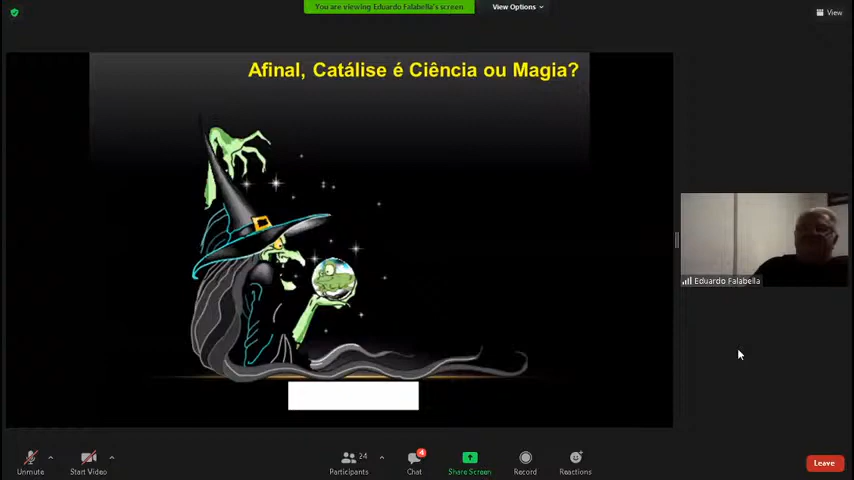 You are viewing Eduardo Falabella's screen
View Options
View
Afinal, Catálise é Ciência ou Magia?
Eduardo Falabella
Unmute
Start Video
24
Participants
4
Chat
Share Screen
Record
Reactions
Leave